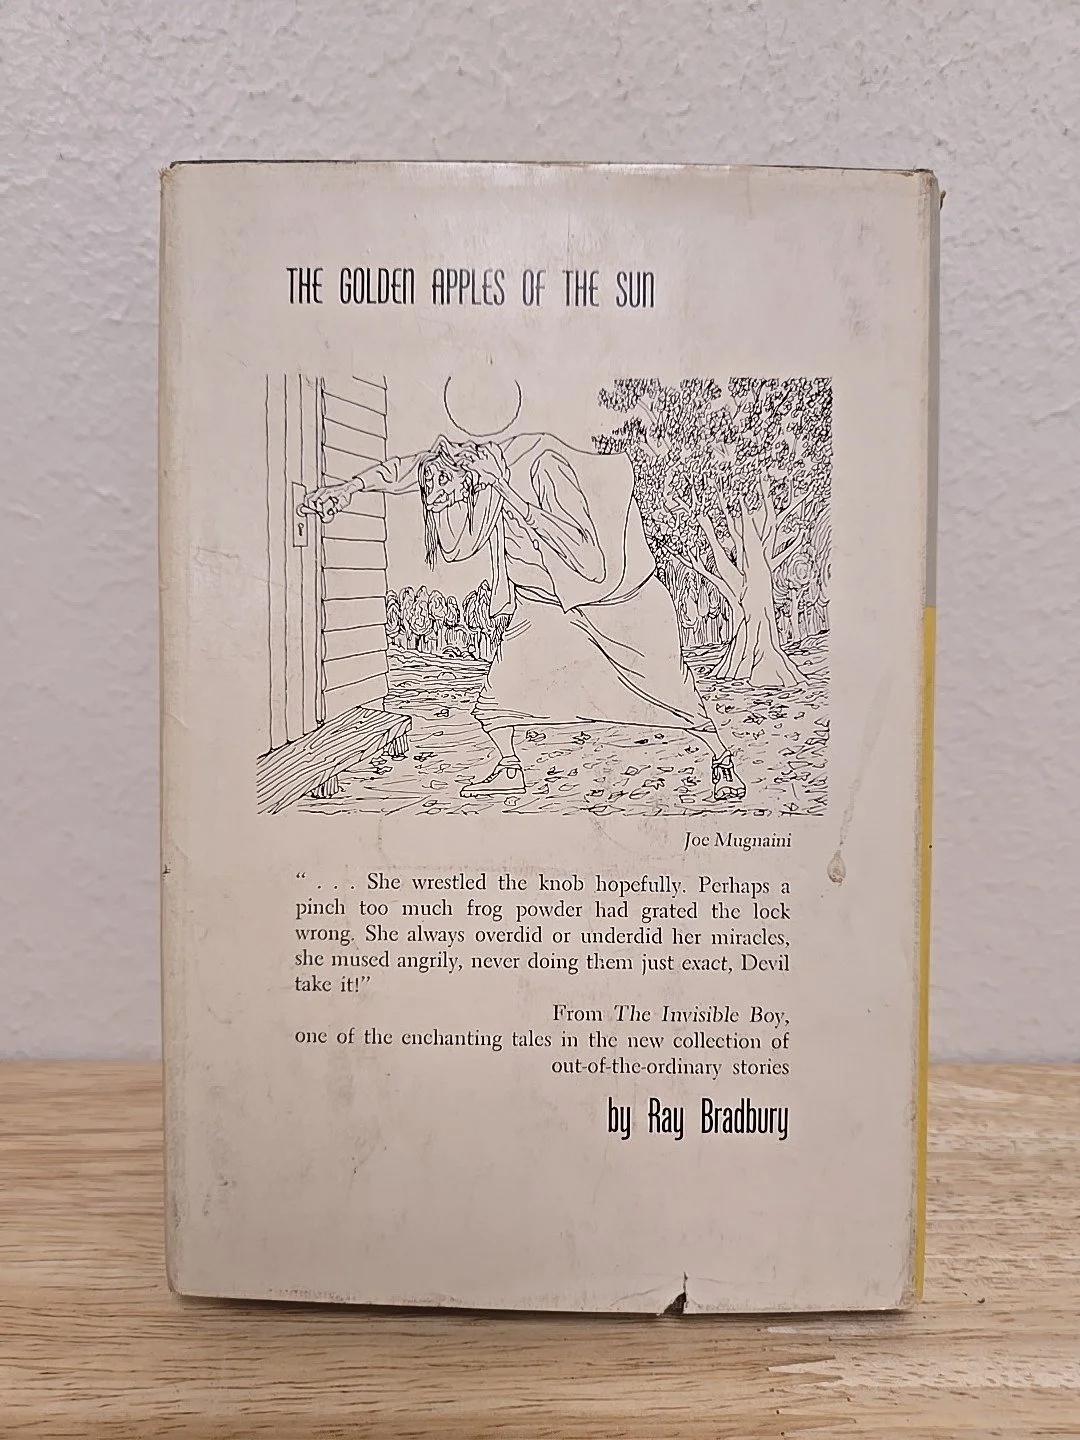 THE GOLDEN APPLES OF THE SUN
Joe Mugnaini
“ . . . She wrestled the knob hopefully. Perhaps a
pinch too much frog powder had grated the lock
wrong. She always overdid or underdid her miracles,
she mused angrily, never doing them just exact, Devil
take it!”
From The Invisible Boy,
one of the enchanting tales in the new collection of
out-of-the-ordinary stories
by Ray Bradbury